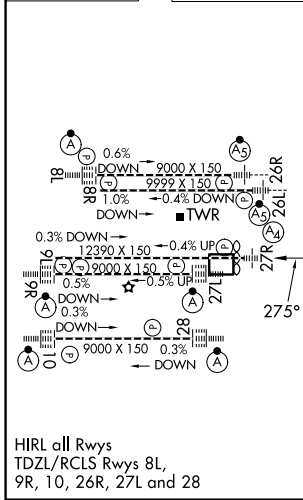 A
P
0.6%
DOWN
9000 X 150
A5
8L
8R
P
26R
P
9999 X 150
P
26L
1.0%
DOWN
0.4% DOWN
A5
TWR
A4
0.3% DOWN
0.4% UP
12390 X 150
27R
9L
P
P
9000 X 150
P
9R
0.5%
0.5% UP
27L
275°
A
DOWN
A
0.3%
DOWN
P
28
10
P
9000 X 150
0.3%
A
A
DOWN
HIRL all Rwys
TDZL/RCLS Rwys 8L,
9R, 10, 26R, 27L and 28